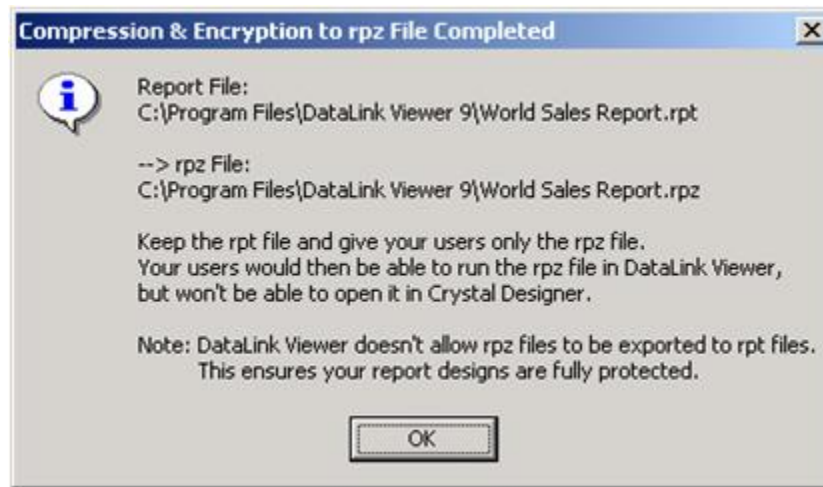 Compression & Encryption to rpz File Completed
Report File:
C:\Program Files\DataLink Viewer 9\World Sales Report.rpt
--> rpz File:
C:\Program Files\DataLink Viewer 9\World Sales Report.rpz
Keep the rpt file and give your users only the rpz file.
Your users would then be able to run the rpz file in DataLink Viewer,
but won't be able to open it in Crystal Designer.
Note: DataLink Viewer doesn't allow rpz files to be exported to rpt files.
This ensures your report designs are fully protected.
OK